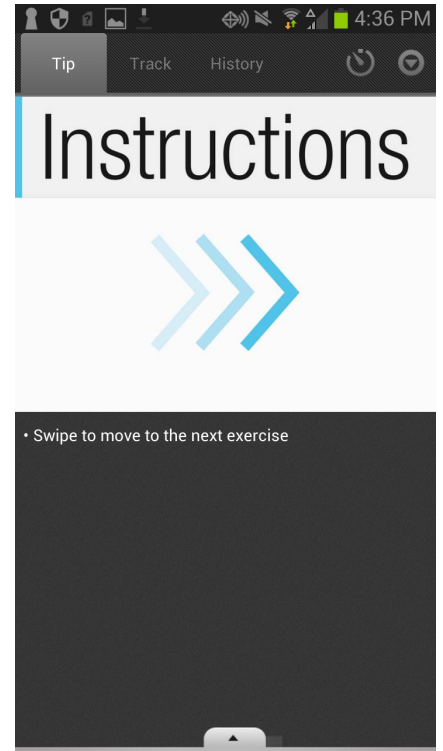 4:36 PM
Tip Track History
Instructions
• Swipe to move to the next exercise